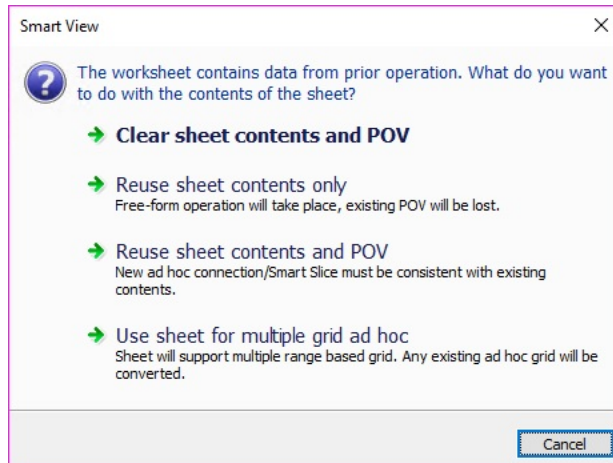 Smart View
The worksheet contains data from prior operation. What do you want
to do with the contents of the sheet?
Clear sheet contents and POV
Reuse sheet contents only
Free-form operation will take place, existing POV will be lost.
Reuse sheet contents and POV
New ad hoc connection/Smart Slice must be consistent with existing
contents.
Use sheet for multiple grid ad hoc
Sheet will support multiple range based grid. Any existing ad hoc grid will be
converted.
Cancel